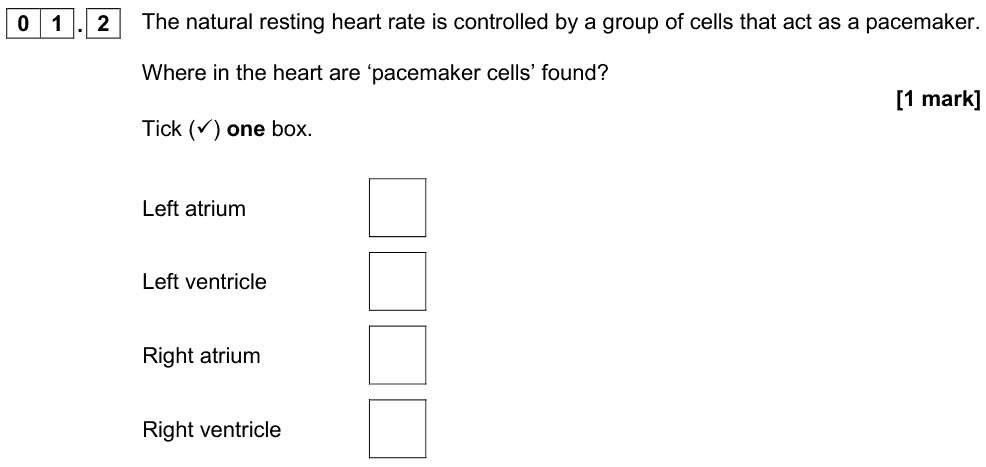 0 1 . 2 The natural resting heart rate is controlled by a group of cells that act as a pacemaker.
Where in the heart are ‘pacemaker cells’ found?
[1 mark]
Tick (✓) one box.
Left atrium
Left ventricle
Right atrium
Right ventricle